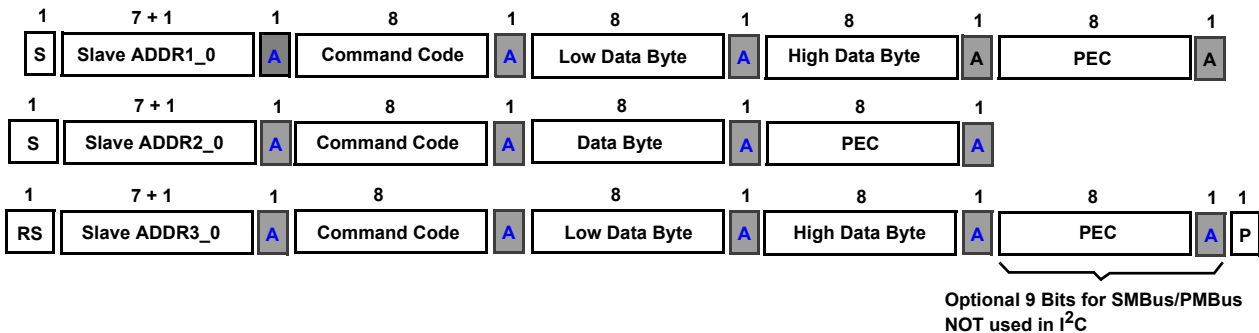 1 7 + 1 1 8 1 8 1 8 1 8 1
S Slave ADDR1_0 A Command Code A Low Data Byte A High Data Byte A PEC A
1 7 + 1 1 8 1 8 1 8 1
S Slave ADDR2_0 A Command Code A Data Byte A PEC A
1 7 + 1 1 8 1 8 1 8 1 8 1 1
RS Slave ADDR3_0 A Command Code A Low Data Byte A High Data Byte A PEC A P
Optional 9 Bits for SMBus/PMBus
NOT used in I²C